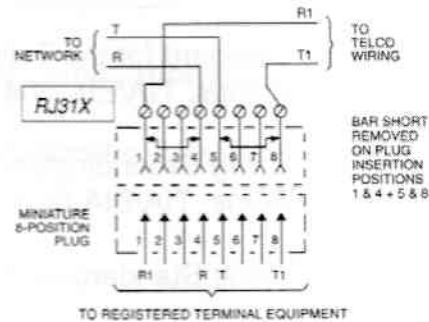 R1
T
TO
NETWORK
R
TO
TELCO
WIRING
T1
RJ31X
1 2 3 4 5 6 7 8
BAR SHORT
REMOVED
ON PLUG
INSERTION
POSITIONS
1 & 4 + 5 & 8
MINIATURE
8-POSITION
PLUG
1 2 3 4 5 6 7 8
R1 R T T1
TO REGISTERED TERMINAL EQUIPMENT